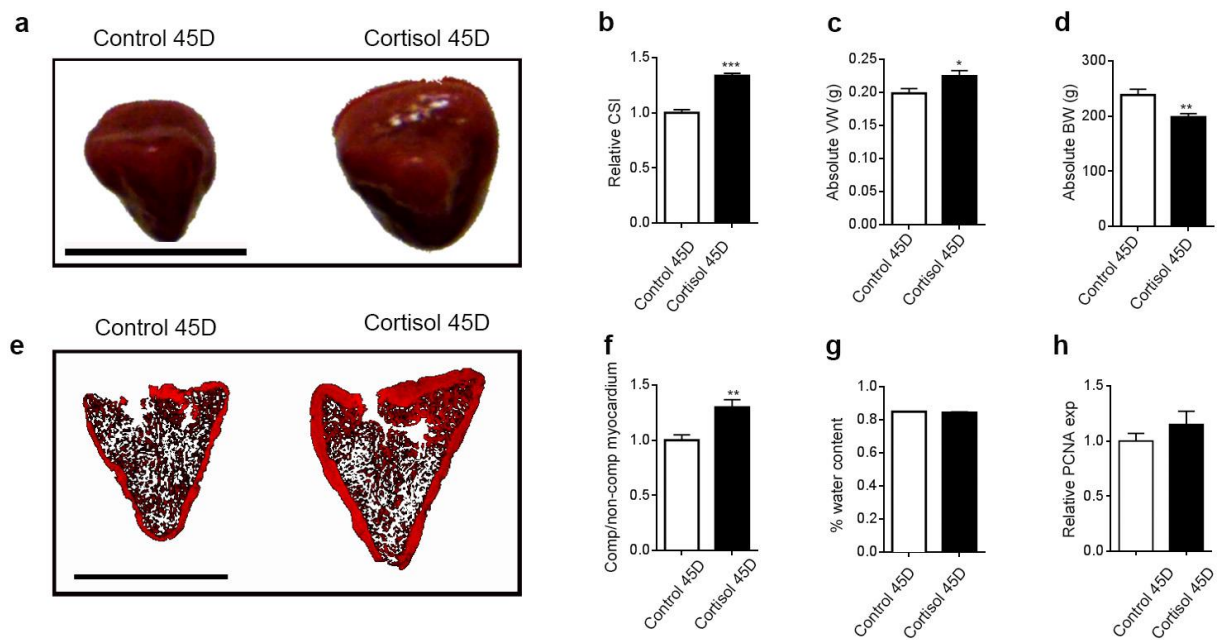 a
Control 45D
Cortisol 45D
b
Relative CSI
1.5
1.0
0.5
0.0
***
Control 45D
Cortisol 45D
c
Absolute VW (g)
0.25
0.20
0.15
0.10
0.05
0.00
*
Control 45D
Cortisol 45D
d
Absolute BW (g)
300
200
100
0
**
Control 45D
Cortisol 45D
e
Control 45D
Cortisol 45D
f
Comp/non-comp myocardium
1.5
1.0
0.5
0.0
**
Control 45D
Cortisol 45D
g
% water content
1.0
0.8
0.6
0.4
0.2
0.0
Control 45D
Cortisol 45D
h
Relative PCNA exp
1.5
1.0
0.5
0.0
Control 45D
Cortisol 45D